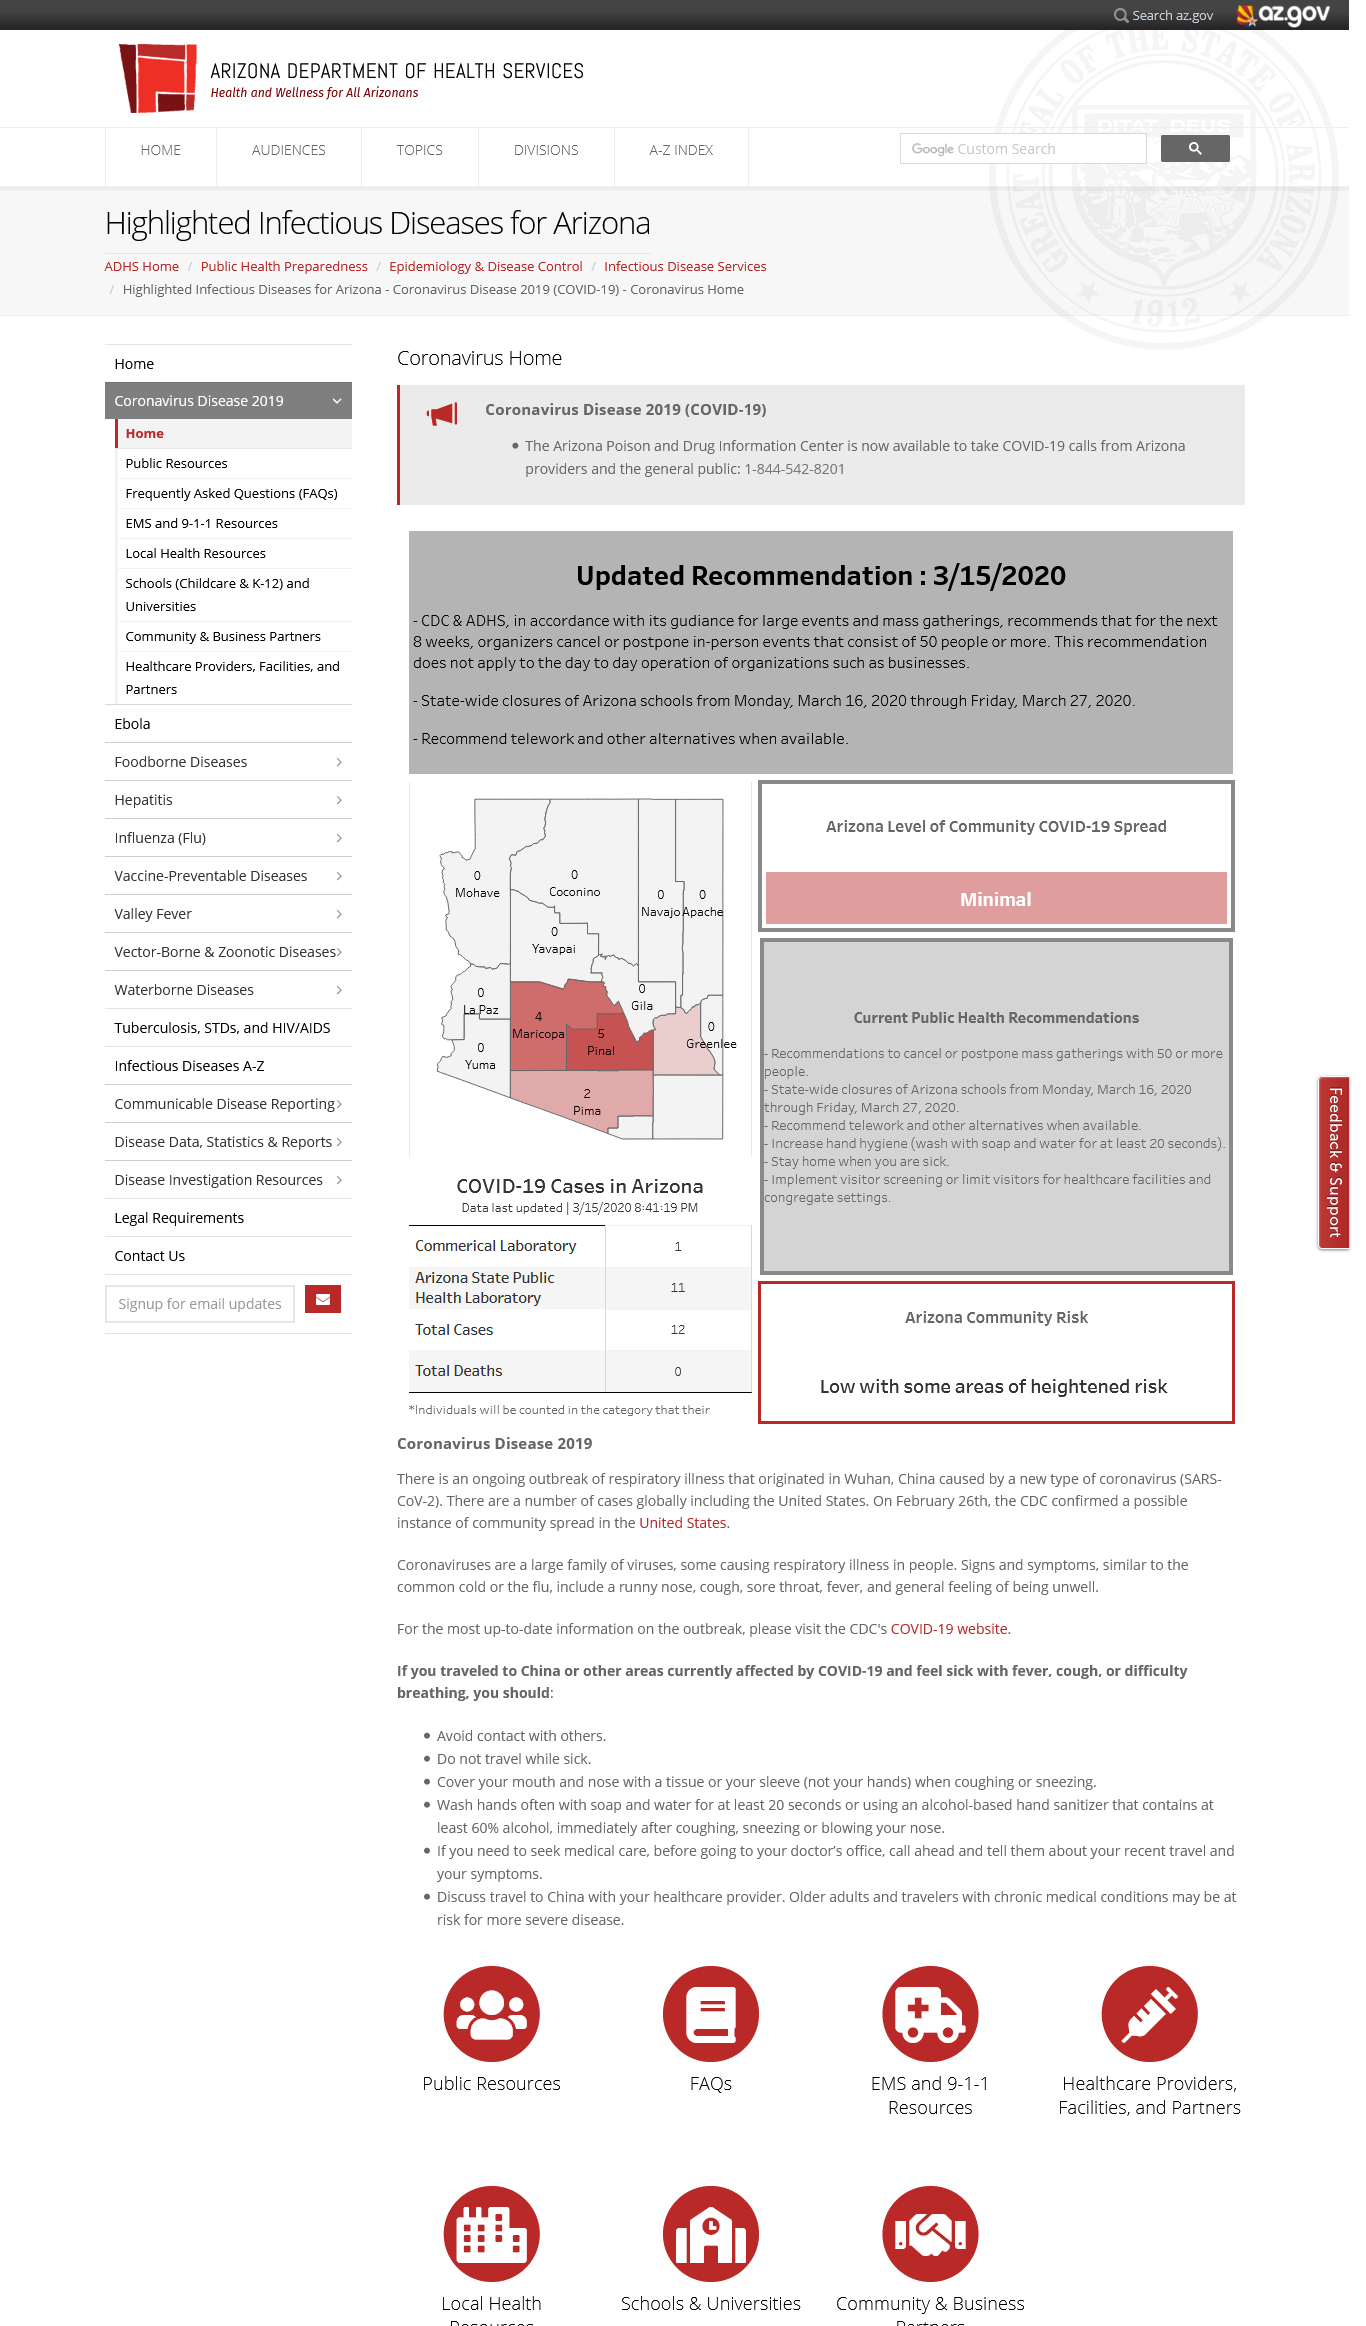 Search az.gov
az.gov
ARIZONA DEPARTMENT OF HEALTH SERVICES
Health and Wellness for All Arizonans
GREAT SEAL OF THE STATE OF ARIZONA
DITAT DEUS
1912
HOME
AUDIENCES
TOPICS
DIVISIONS
A-Z INDEX
Google Custom Search
Highlighted Infectious Diseases for Arizona
ADHS Home / Public Health Preparedness / Epidemiology & Disease Control / Infectious Disease Services
/ Highlighted Infectious Diseases for Arizona - Coronavirus Disease 2019 (COVID-19) - Coronavirus Home
Home
Coronavirus Disease 2019
Home
Public Resources
Frequently Asked Questions (FAQs)
EMS and 9-1-1 Resources
Local Health Resources
Schools (Childcare & K-12) and
Universities
Community & Business Partners
Healthcare Providers, Facilities, and
Partners
Ebola
Foodborne Diseases
Hepatitis
Influenza (Flu)
Vaccine-Preventable Diseases
Valley Fever
Vector-Borne & Zoonotic Diseases
Waterborne Diseases
Tuberculosis, STDs, and HIV/AIDS
Infectious Diseases A-Z
Communicable Disease Reporting
Disease Data, Statistics & Reports
Disease Investigation Resources
Legal Requirements
Contact Us
Signup for email updates
Coronavirus Home
Coronavirus Disease 2019 (COVID-19)
• The Arizona Poison and Drug Information Center is now available to take COVID-19 calls from Arizona
providers and the general public: 1-844-542-8201
Updated Recommendation : 3/15/2020
- CDC & ADHS, in accordance with its gudiance for large events and mass gatherings, recommends that for the next
8 weeks, organizers cancel or postpone in-person events that consist of 50 people or more. This recommendation
does not apply to the day to day operation of organizations such as businesses.
- State-wide closures of Arizona schools from Monday, March 16, 2020 through Friday, March 27, 2020.
- Recommend telework and other alternatives when available.
0
Mohave
0
Coconino
0
Navajo
0
Apache
0
Yavapai
0
La Paz
0
Gila
4
Maricopa
5
Pinal
0
Greenlee
0
Yuma
2
Pima
COVID-19 Cases in Arizona
Data last updated | 3/15/2020 8:41:19 PM
Commerical Laboratory 1
Arizona State Public
Health Laboratory 11
Total Cases 12
Total Deaths 0
*Individuals will be counted in the category that their
Arizona Level of Community COVID-19 Spread
Minimal
Current Public Health Recommendations
- Recommendations to cancel or postpone mass gatherings with 50 or more
people.
- State-wide closures of Arizona schools from Monday, March 16, 2020
through Friday, March 27, 2020.
- Recommend telework and other alternatives when available.
- Increase hand hygiene (wash with soap and water for at least 20 seconds).
- Stay home when you are sick.
- Implement visitor screening or limit visitors for healthcare facilities and
congregate settings.
Arizona Community Risk
Low with some areas of heightened risk
Feedback & Support
Coronavirus Disease 2019
There is an ongoing outbreak of respiratory illness that originated in Wuhan, China caused by a new type of coronavirus (SARS-
CoV-2). There are a number of cases globally including the United States. On February 26th, the CDC confirmed a possible
instance of community spread in the United States.
Coronaviruses are a large family of viruses, some causing respiratory illness in people. Signs and symptoms, similar to the
common cold or the flu, include a runny nose, cough, sore throat, fever, and general feeling of being unwell.
For the most up-to-date information on the outbreak, please visit the CDC's COVID-19 website.
If you traveled to China or other areas currently affected by COVID-19 and feel sick with fever, cough, or difficulty
breathing, you should:
• Avoid contact with others.
• Do not travel while sick.
• Cover your mouth and nose with a tissue or your sleeve (not your hands) when coughing or sneezing.
• Wash hands often with soap and water for at least 20 seconds or using an alcohol-based hand sanitizer that contains at
least 60% alcohol, immediately after coughing, sneezing or blowing your nose.
• If you need to seek medical care, before going to your doctor’s office, call ahead and tell them about your recent travel and
your symptoms.
• Discuss travel to China with your healthcare provider. Older adults and travelers with chronic medical conditions may be at
risk for more severe disease.
Public Resources
FAQs
EMS and 9-1-1
Resources
Healthcare Providers,
Facilities, and Partners
Local Health
Resources
Schools & Universities
Community & Business
Partners